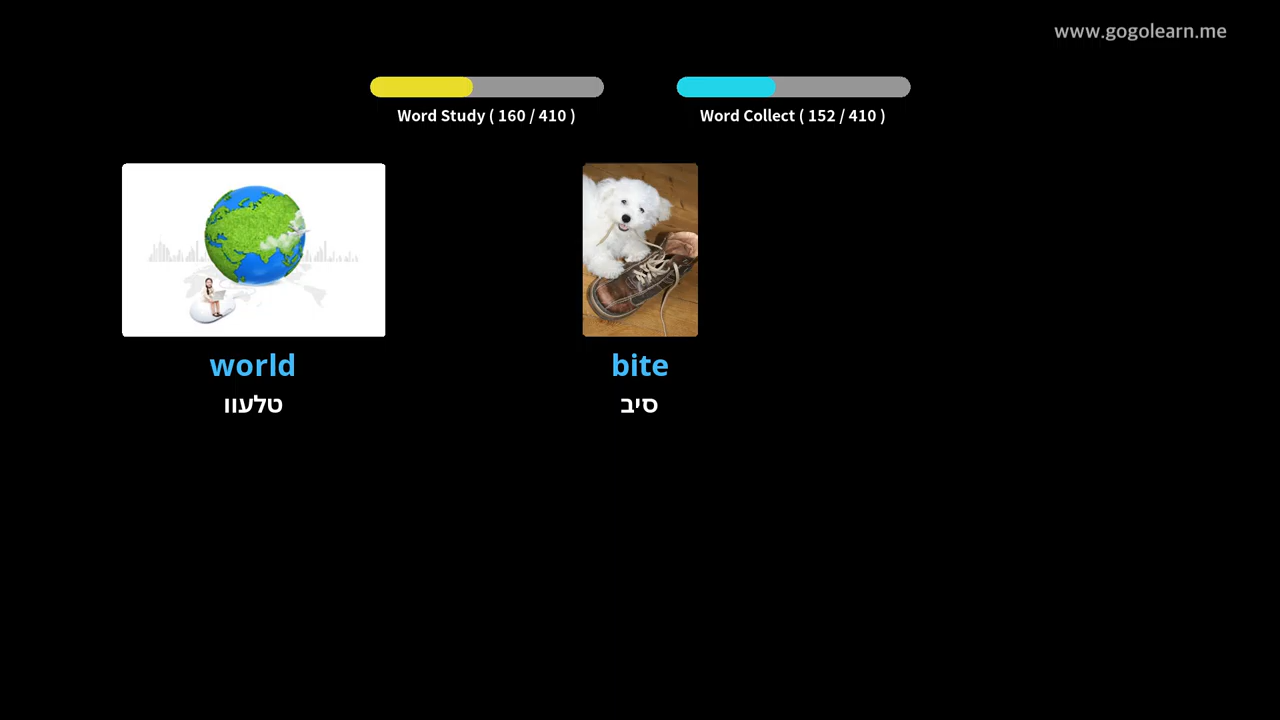 www.gogolearn.me
Word Study ( 160 / 410 )
Word Collect ( 152 / 410 )
world
טלעוו
bite
סיב